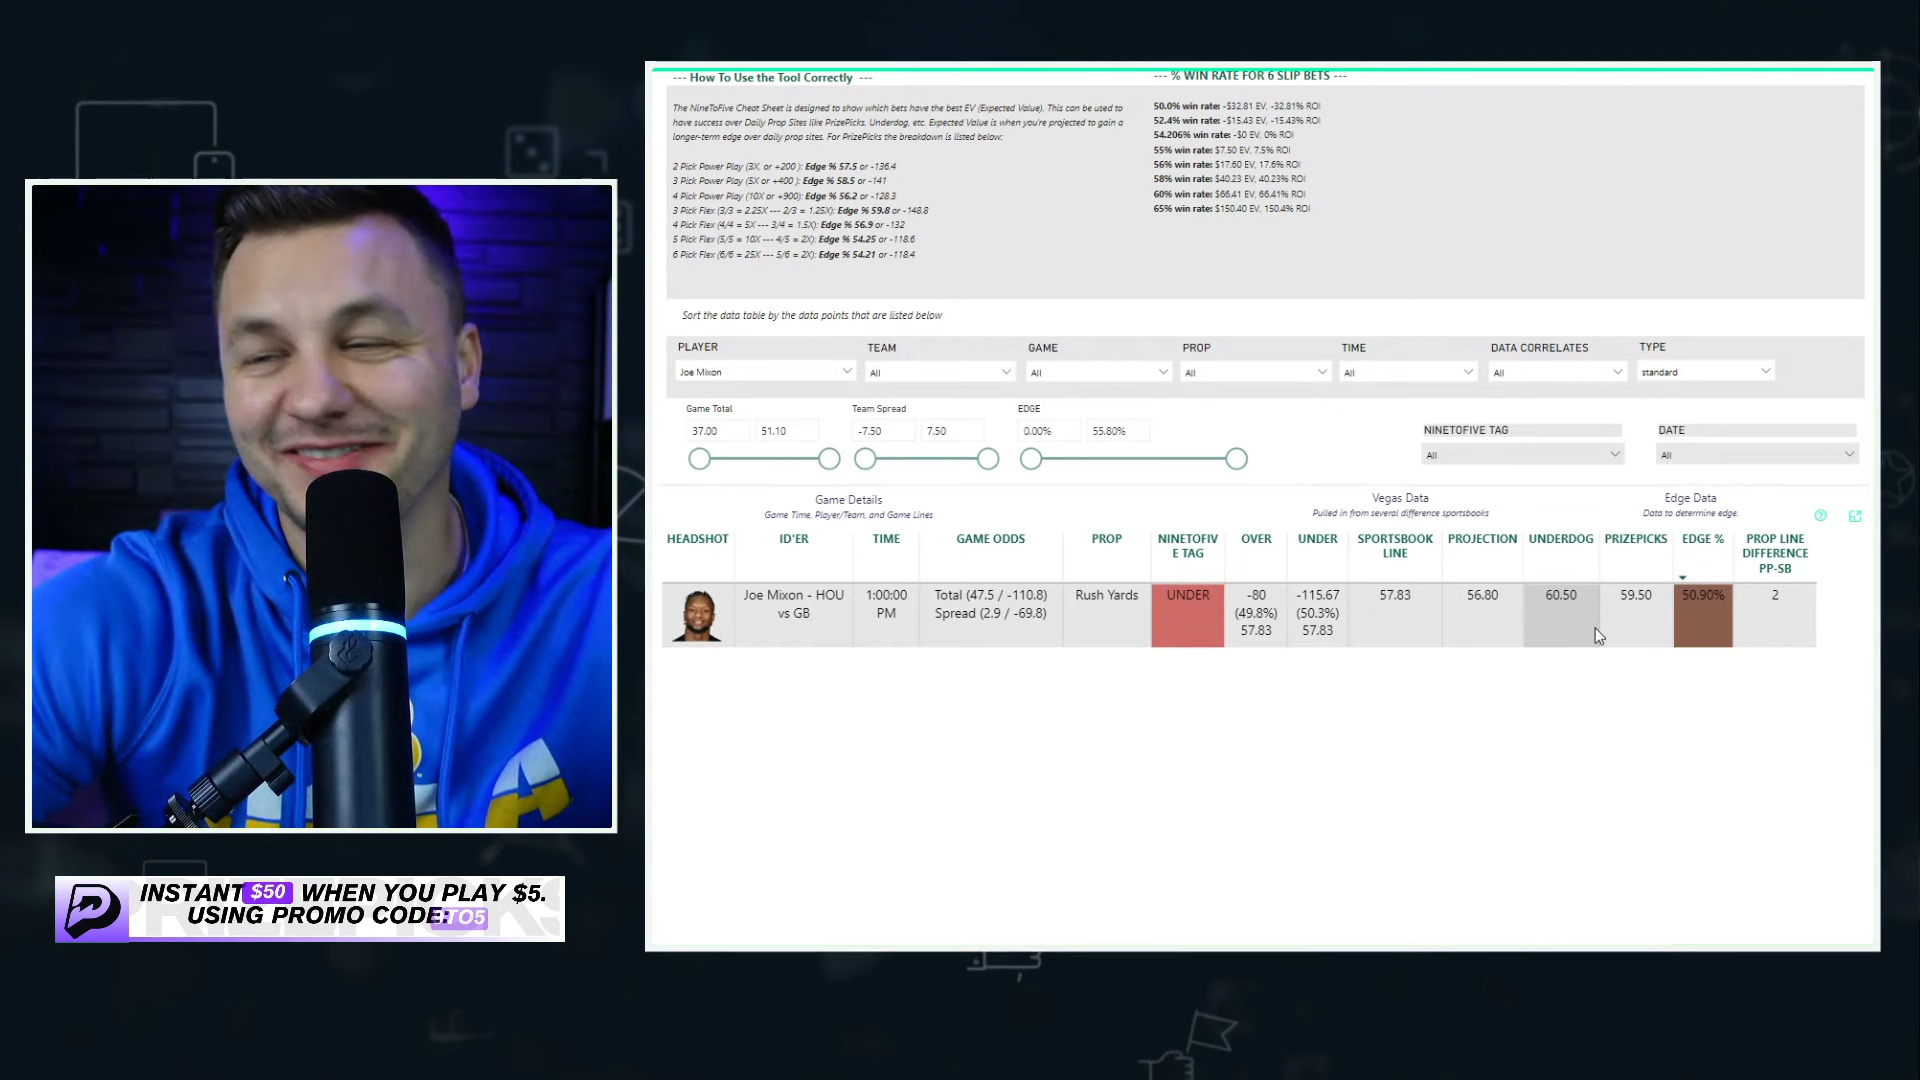 --- How To Use the Tool Correctly ---
The NineToFive Cheat Sheet is designed to show which bets have the best EV (Expected Value). This can be used to
have success over Daily Prop Sites like PrizePicks, Underdog, etc. Expected Value is when you're projected to gain a
longer-term edge over daily prop sites. For PrizePicks the breakdown is listed below:
2 Pick Power Play (3X, or +200 ): Edge % 57.5 or -136.4
3 Pick Power Play (5X or +400 ): Edge % 58.5 or -141
4 Pick Power Play (10X or +900): Edge % 56.2 or -128.3
3 Pick Flex (3/3 = 2.25X --- 2/3 = 1.25X): Edge % 59.8 or -148.8
4 Pick Flex (4/4 = 5X --- 3/4 = 1.5X): Edge % 56.9 or -132
5 Pick Flex (5/5 = 10X --- 4/5 = 2X): Edge % 54.25 or -118.6
6 Pick Flex (6/6 = 25X --- 5/6 = 2X): Edge % 54.21 or -118.4
--- % WIN RATE FOR 6 SLIP BETS ---
50.0% win rate: -$32.81 EV, -32.81% ROI
52.4% win rate: -$15.43 EV, -15.43% ROI
54.206% win rate: -$0 EV, 0% ROI
55% win rate: $7.50 EV, 7.5% ROI
56% win rate: $17.60 EV, 17.6% ROI
58% win rate: $40.23 EV, 40.23% ROI
60% win rate: $66.41 EV, 66.41% ROI
65% win rate: $150.40 EV, 150.4% ROI
Sort the data table by the data points that are listed below
PLAYER TEAM GAME PROP TIME DATA CORRELATES TYPE
Joe Mixon All All All All All standard
Game Total Team Spread EDGE
37.00 51.10 -7.50 7.50 0.00% 55.80%
NINETOFIVE TAG DATE
All All
Game Details Vegas Data Edge Data
Game Time, Player/Team, and Game Lines Pulled in from several difference sportsbooks Data to determine edge.
HEADSHOT ID'ER TIME GAME ODDS PROP NINETOFIV OVER UNDER SPORTSBOOK PROJECTION UNDERDOG PRIZEPICKS EDGE % PROP LINE
E TAG LINE DIFFERENCE
PP-SB
Joe Mixon - HOU 1:00:00 Total (47.5 / -110.8) Rush Yards UNDER -80 -115.67 57.83 56.80 60.50 59.50 50.90% 2
vs GB PM Spread (2.9 / -69.8) (49.8%) (50.3%)
57.83 57.83
INSTANT $50 WHEN YOU PLAY $5.
USING PROMO CODE: